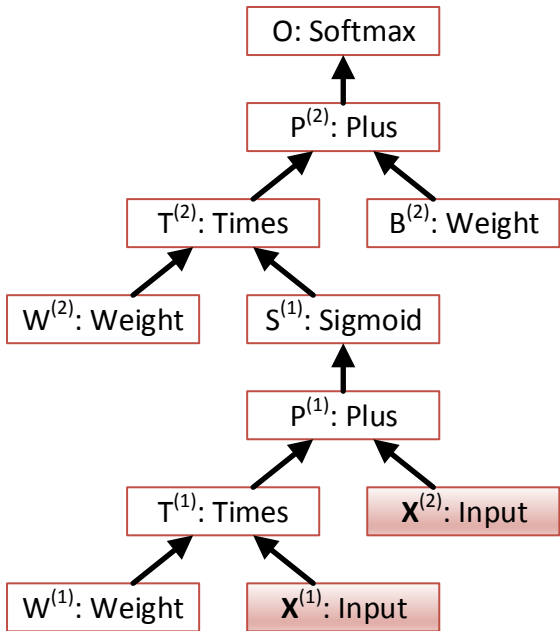 O: Softmax
P⁽²⁾: Plus
T⁽²⁾: Times
B⁽²⁾: Weight
W⁽²⁾: Weight
S⁽¹⁾: Sigmoid
P⁽¹⁾: Plus
T⁽¹⁾: Times
X⁽²⁾: Input
W⁽¹⁾: Weight
X⁽¹⁾: Input